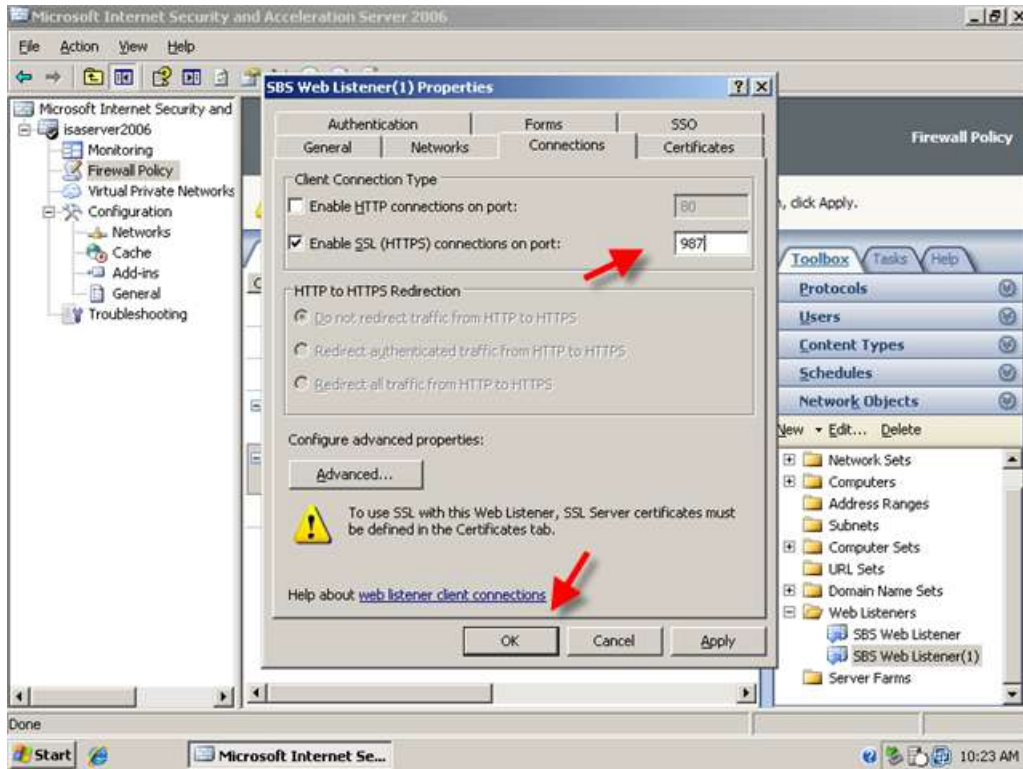 Microsoft Internet Security and Acceleration Server 2006
File Action View Help
Microsoft Internet Security and
isaserver2006
Monitoring
Firewall Policy
Virtual Private Networks
Configuration
Networks
Cache
Add-ins
General
Troubleshooting
SBS Web Listener(1) Properties
Authentication Forms SSO
General Networks Connections Certificates
Client Connection Type
Enable HTTP connections on port: 80
Enable SSL (HTTPS) connections on port: 987
HTTP to HTTPS Redirection
Do not redirect traffic from HTTP to HTTPS
Redirect authenticated traffic from HTTP to HTTPS
Redirect all traffic from HTTP to HTTPS
Configure advanced properties:
Advanced...
To use SSL with this Web Listener, SSL Server certificates must
be defined in the Certificates tab.
Help about web listener client connections
OK Cancel Apply
Firewall Policy
, click Apply.
Toolbox Tasks Help
Protocols
Users
Content Types
Schedules
Network Objects
New Edit... Delete
Network Sets
Computers
Address Ranges
Subnets
Computer Sets
URL Sets
Domain Name Sets
Web Listeners
SBS Web Listener
SBS Web Listener(1)
Server Farms
Done
Start Microsoft Internet Se... 10:23 AM